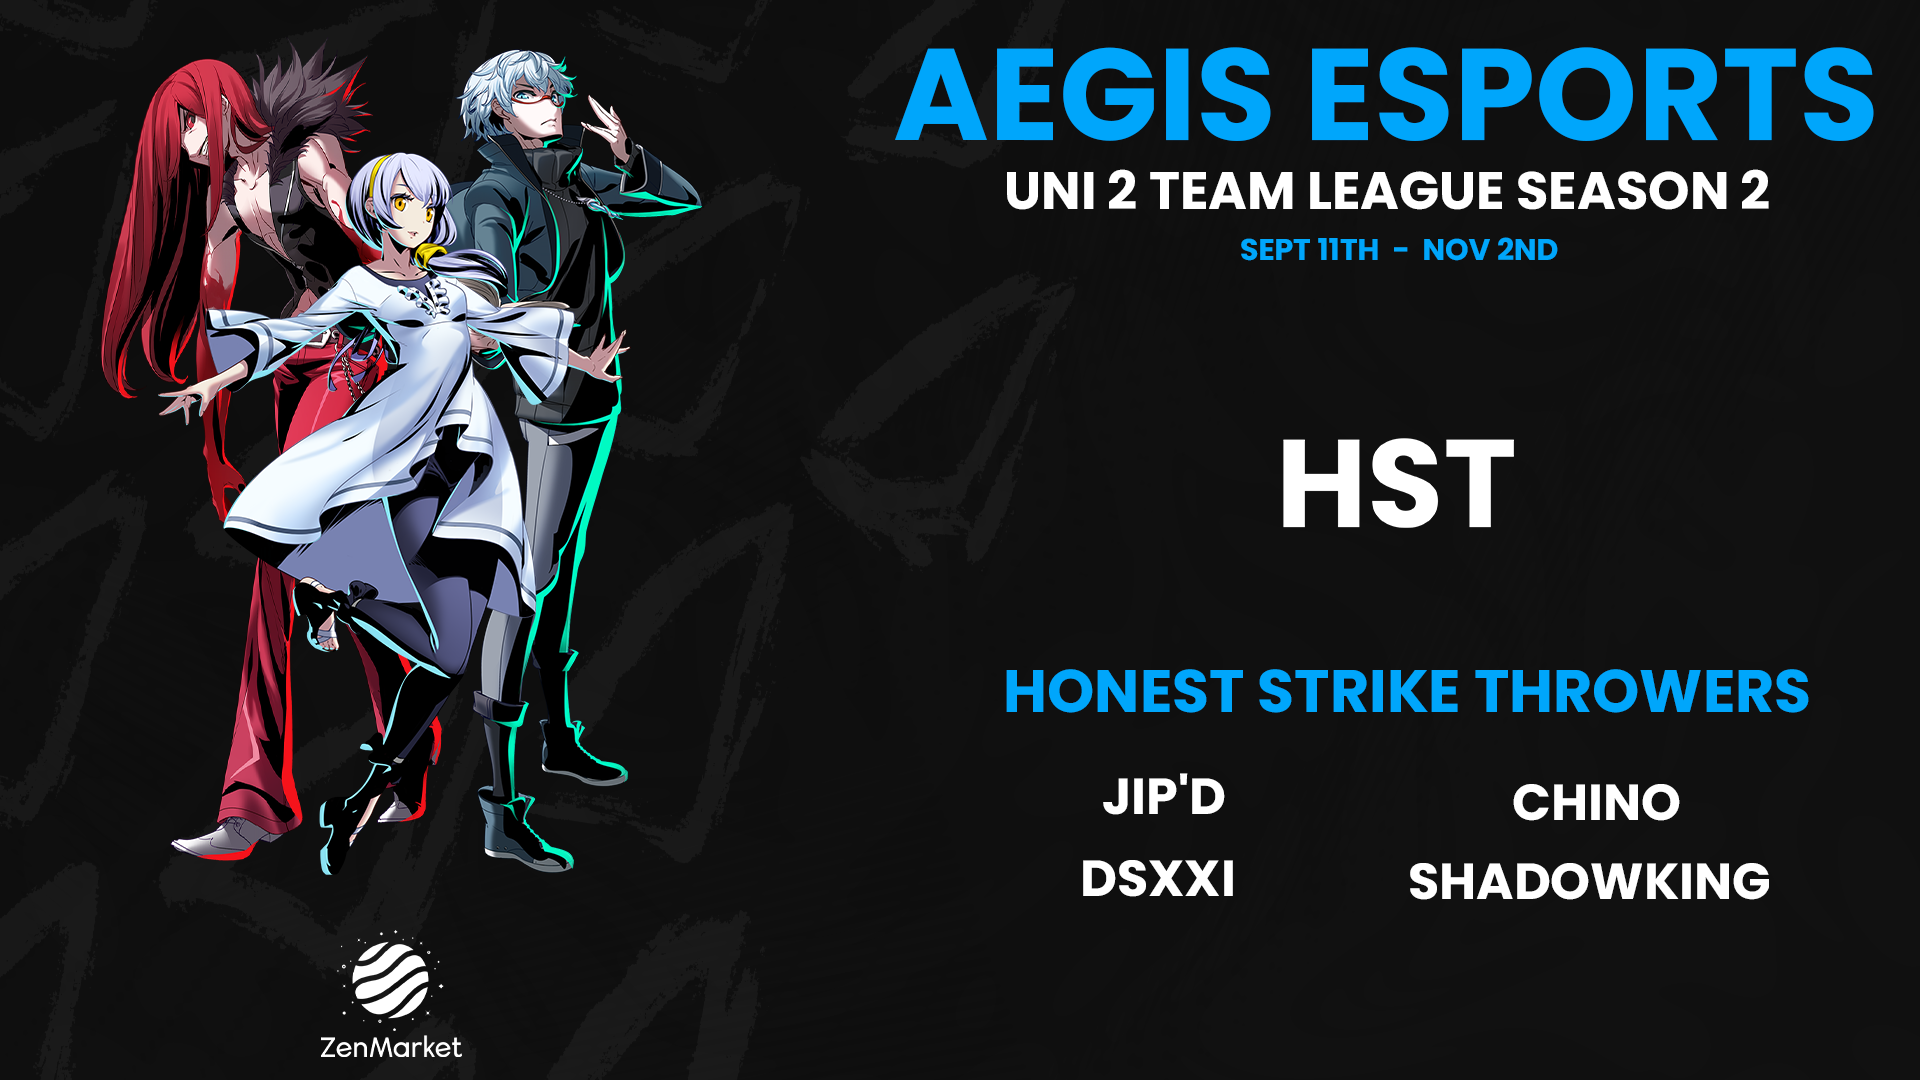 AEGIS ESPORTS
UNI 2 TEAM LEAGUE SEASON 2
SEPT 11TH - NOV 2ND
HST
HONEST STRIKE THROWERS
JIP'D
CHINO
DSXXI
SHADOWKING
ZenMarket